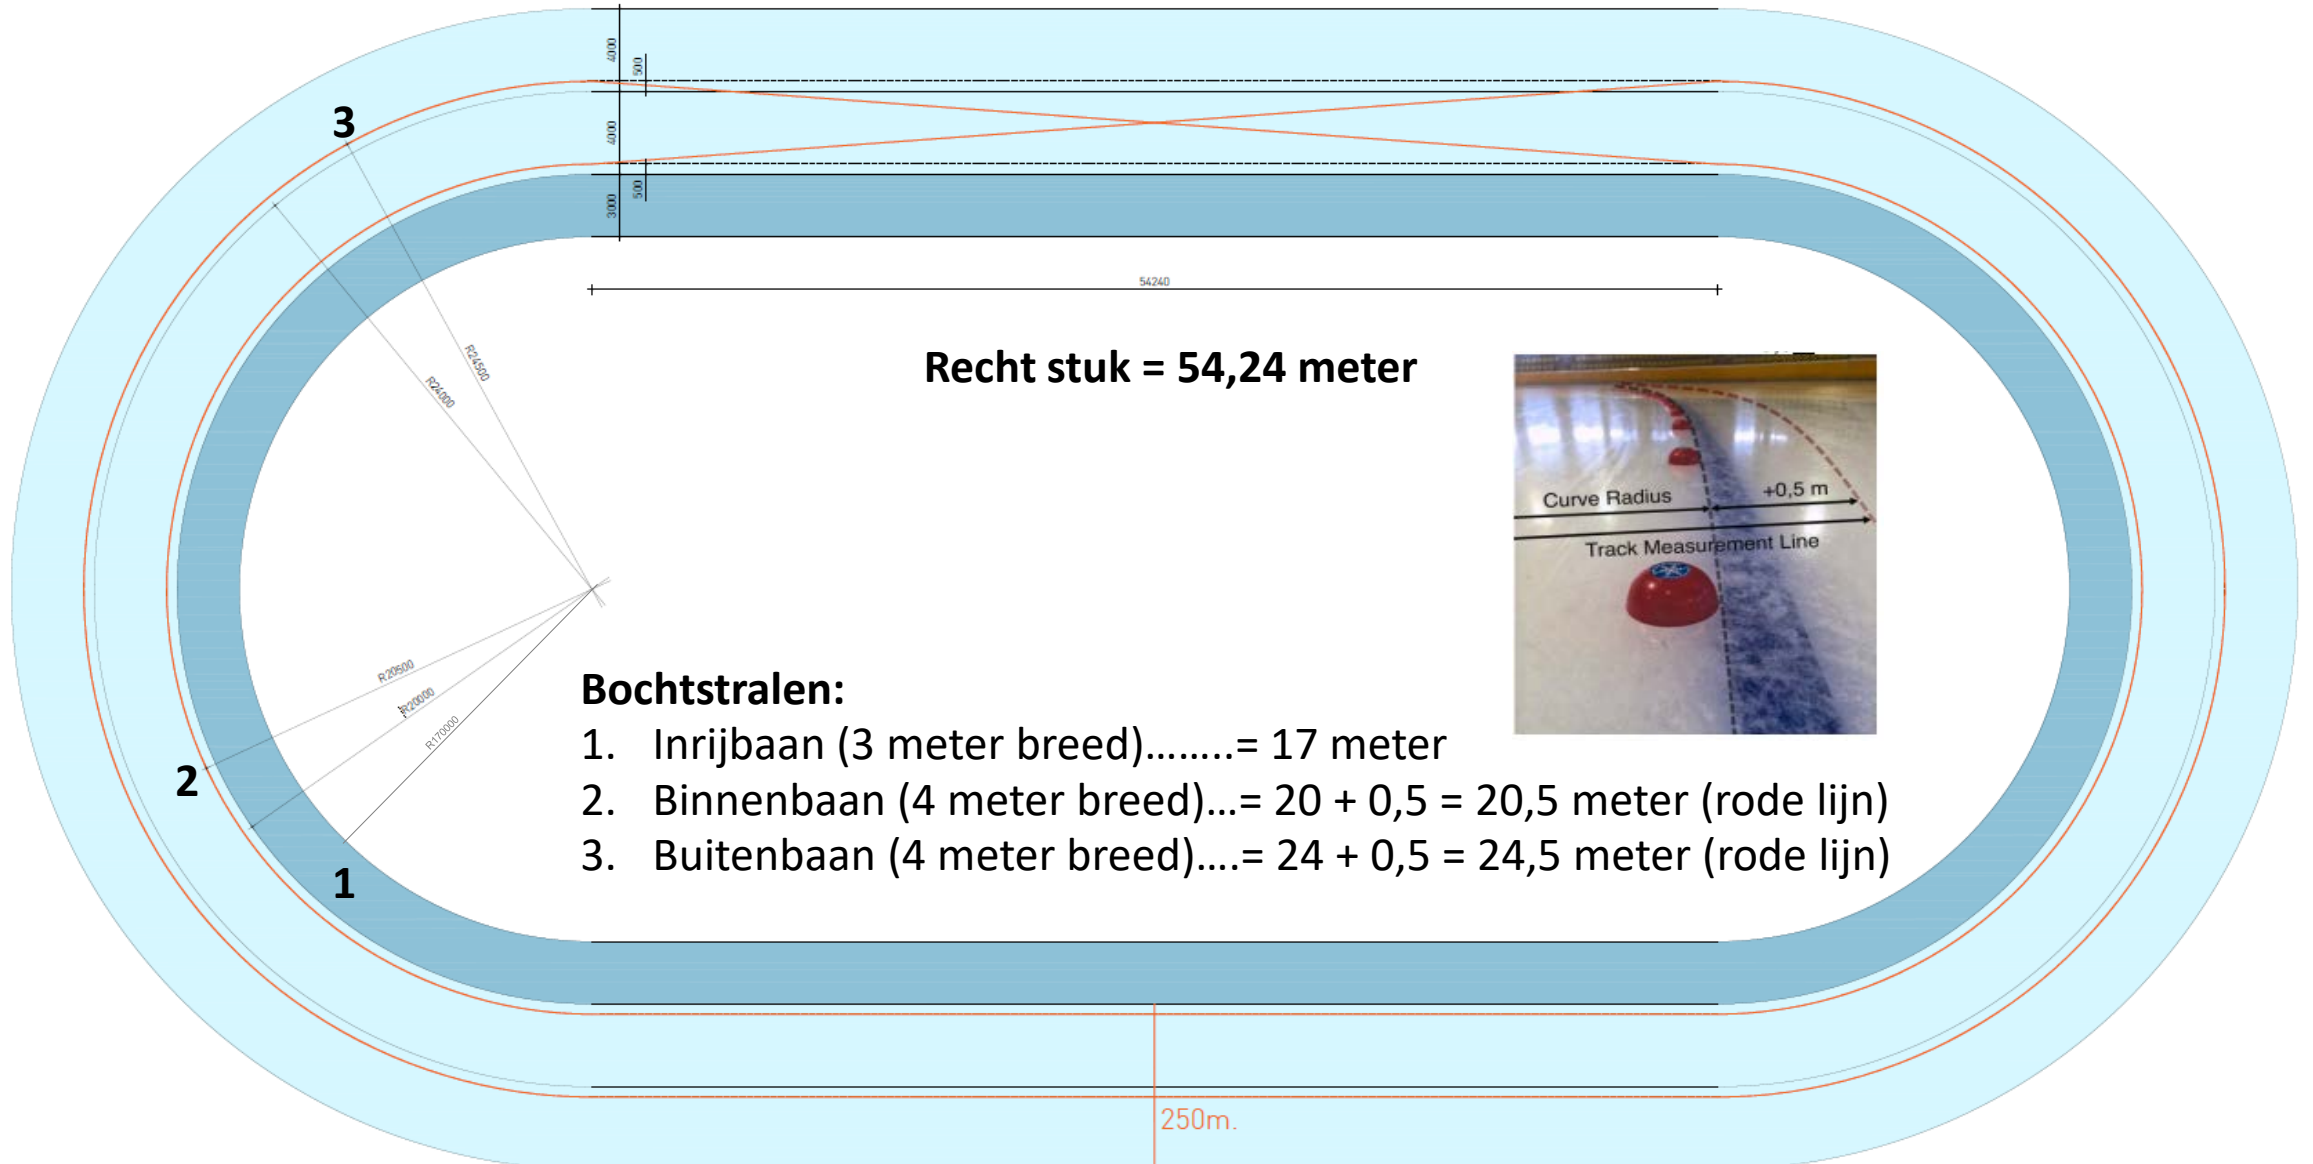 4000
500
3
4000
500
3000
54240
R24500
R24000
Recht stuk = 54,24 meter
Curve Radius
+0,5 m
Track Measurement Line
R20500
R20000
R170000
2
1
Bochtstralen:
1. Inrijbaan (3 meter breed)........= 17 meter
2. Binnenbaan (4 meter breed)...= 20 + 0,5 = 20,5 meter (rode lijn)
3. Buitenbaan (4 meter breed)....= 24 + 0,5 = 24,5 meter (rode lijn)
250m.